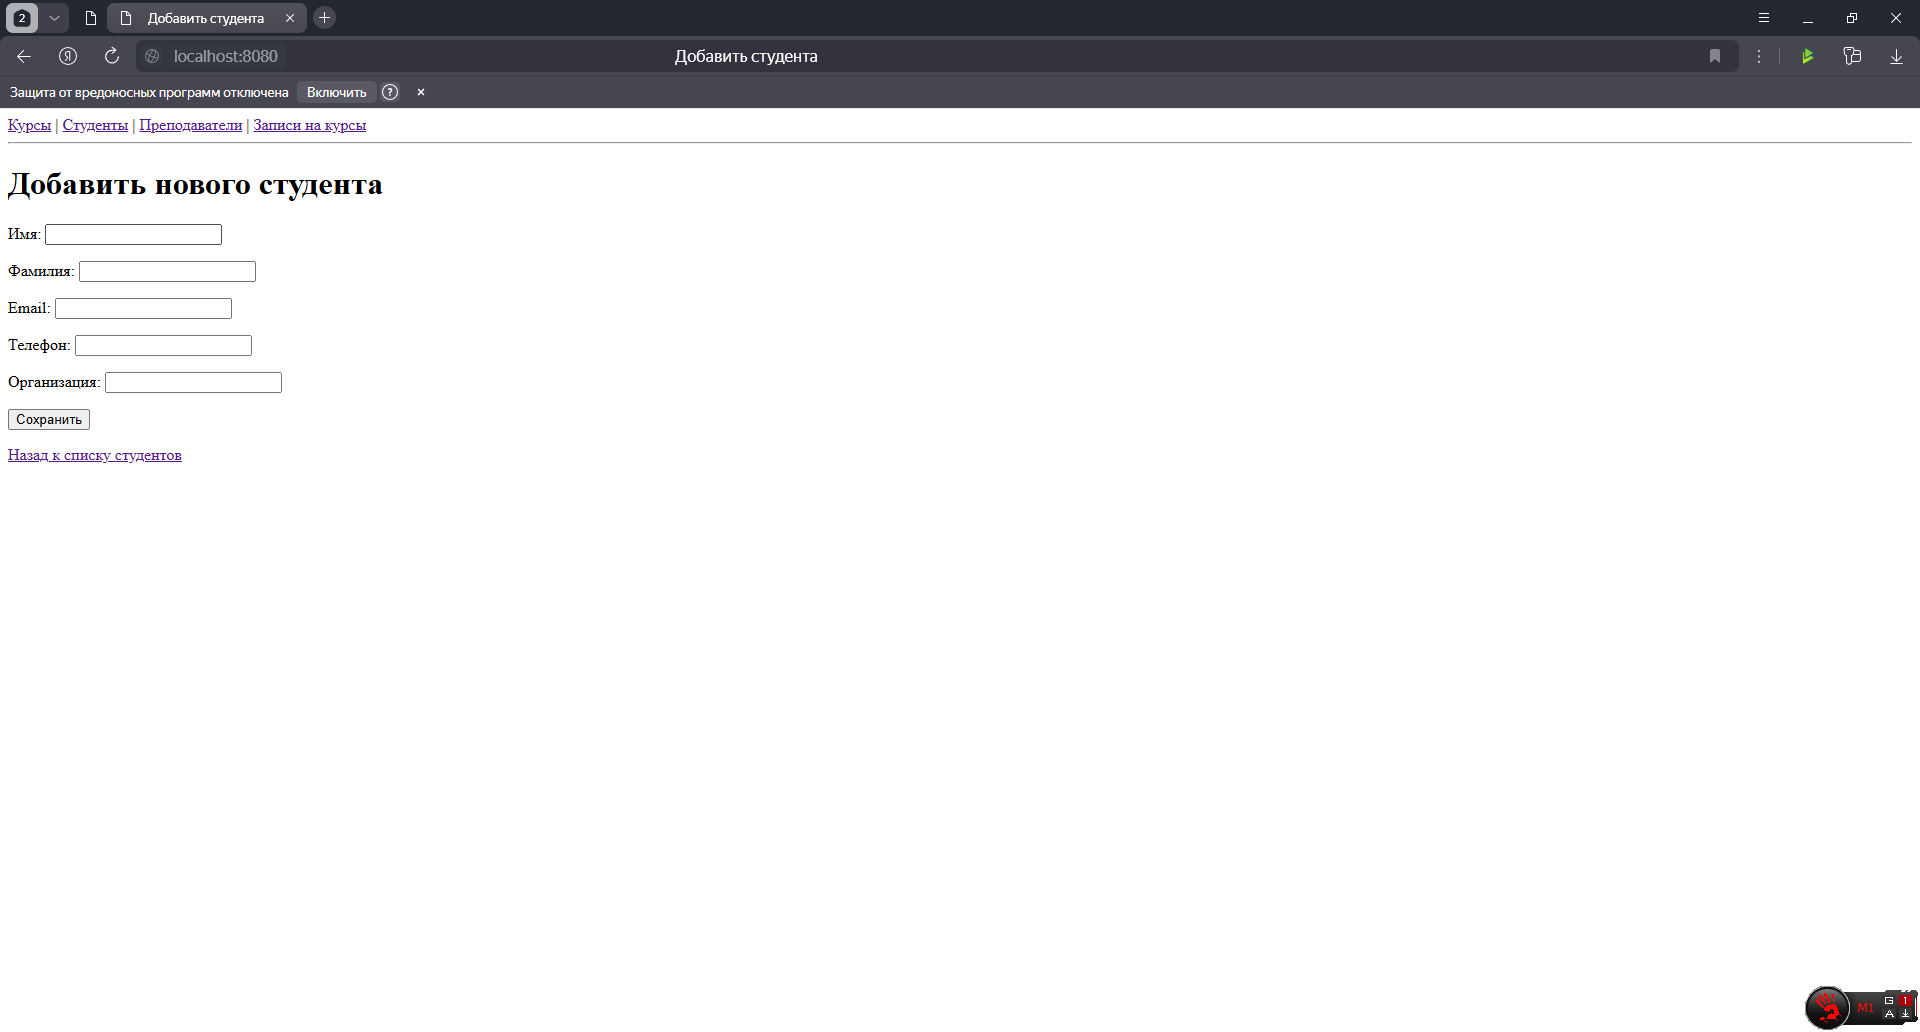 2
Добавить студента
localhost:8080
Добавить студента
Защита от вредоносных программ отключена Включить ?
Курсы | Студенты | Преподаватели | Записи на курсы
Добавить нового студента
Имя:
Фамилия:
Email:
Телефон:
Организация:
Сохранить
Назад к списку студентов
M1 G 1
A